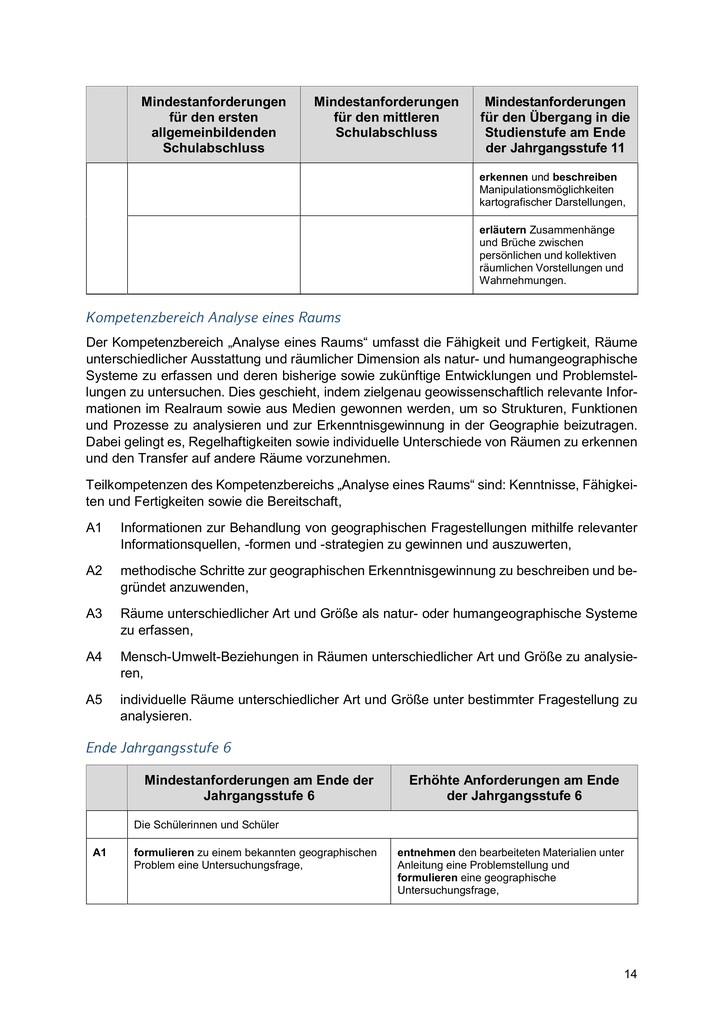 Mindestanforderungen
für den ersten
allgemeinbildenden
Schulabschluss
Mindestanforderungen
für den mittleren
Schulabschluss
Mindestanforderungen
für den Übergang in die
Studienstufe am Ende
der Jahrgangsstufe 11
erkennen und beschreiben
Manipulationsmöglichkeiten
kartografischer Darstellungen,
erläutern Zusammenhänge
und Brüche zwischen
persönlichen und kollektiven
räumlichen Vorstellungen und
Wahrnehmungen.
Kompetenzbereich Analyse eines Raums
Der Kompetenzbereich „Analyse eines Raums“ umfasst die Fähigkeit und Fertigkeit, Räume
unterschiedlicher Ausstattung und räumlicher Dimension als natur- und humangeographische
Systeme zu erfassen und deren bisherige sowie zukünftige Entwicklungen und Problemstel-
lungen zu untersuchen. Dies geschieht, indem zielgenau geowissenschaftlich relevante Infor-
mationen im Realraum sowie aus Medien gewonnen werden, um so Strukturen, Funktionen
und Prozesse zu analysieren und zur Erkenntnisgewinnung in der Geographie beizutragen.
Dabei gelingt es, Regelhaftigkeiten sowie individuelle Unterschiede von Räumen zu erkennen
und den Transfer auf andere Räume vorzunehmen.
Teilkompetenzen des Kompetenzbereichs „Analyse eines Raums“ sind: Kenntnisse, Fähigkei-
ten und Fertigkeiten sowie die Bereitschaft,
A1 Informationen zur Behandlung von geographischen Fragestellungen mithilfe relevanter
Informationsquellen, -formen und -strategien zu gewinnen und auszuwerten,
A2 methodische Schritte zur geographischen Erkenntnisgewinnung zu beschreiben und be-
gründet anzuwenden,
A3 Räume unterschiedlicher Art und Größe als natur- oder humangeographische Systeme
zu erfassen,
A4 Mensch-Umwelt-Beziehungen in Räumen unterschiedlicher Art und Größe zu analysie-
ren,
A5 individuelle Räume unterschiedlicher Art und Größe unter bestimmter Fragestellung zu
analysieren.
Ende Jahrgangsstufe 6
Mindestanforderungen am Ende der
Jahrgangsstufe 6
Erhöhte Anforderungen am Ende
der Jahrgangsstufe 6
Die Schülerinnen und Schüler
A1
formulieren zu einem bekannten geographischen
Problem eine Untersuchungsfrage,
entnehmen den bearbeiteten Materialien unter
Anleitung eine Problemstellung und
formulieren eine geographische
Untersuchungsfrage,
14